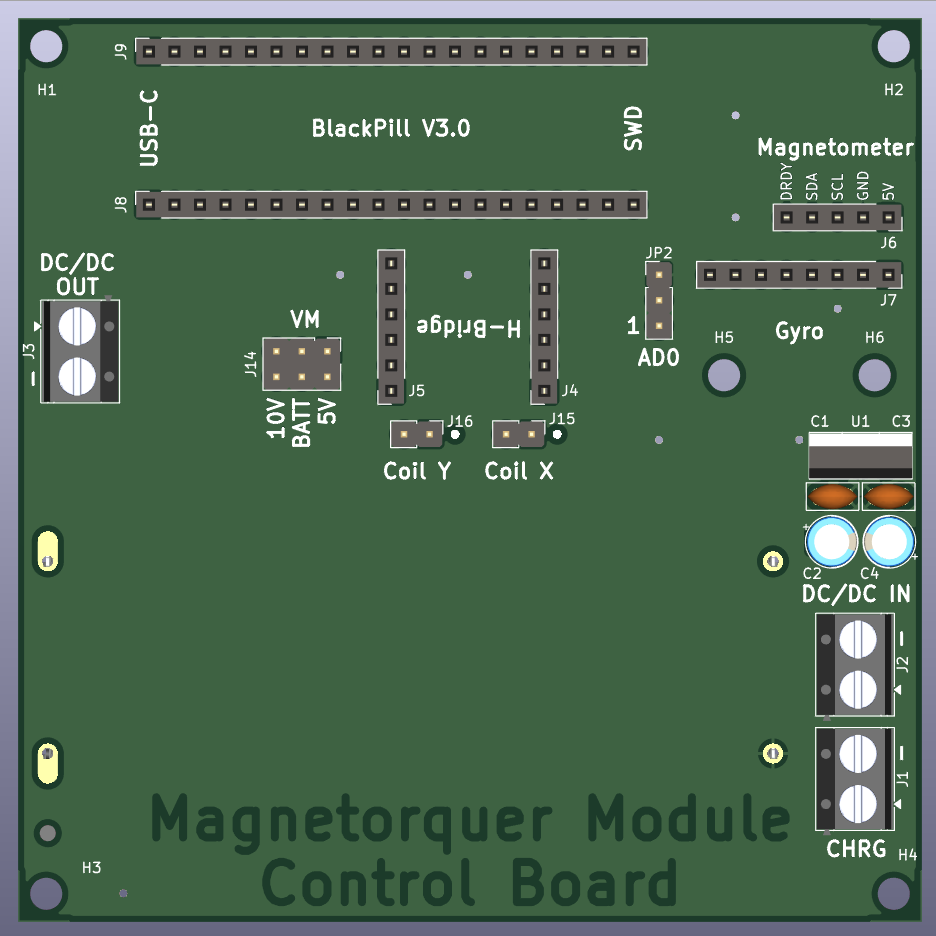 J9
H1
H2
USB-C
BlackPill V3.0
SWD
Magnetometer
DRDY
SDA
SCL
GND
5V
J8
J6
DC/DC
OUT
JP2
J7
VM
H-Bridge
1
Gyro
J3
J14
AD0
H5
H6
J5
J4
10V
BATT
5V
J16
J15
C1
U1
C3
Coil Y
Coil X
+
+
C2
C4
DC/DC IN
J2
J1
Magnetorquer Module
CHRG
H3
Control Board
H4